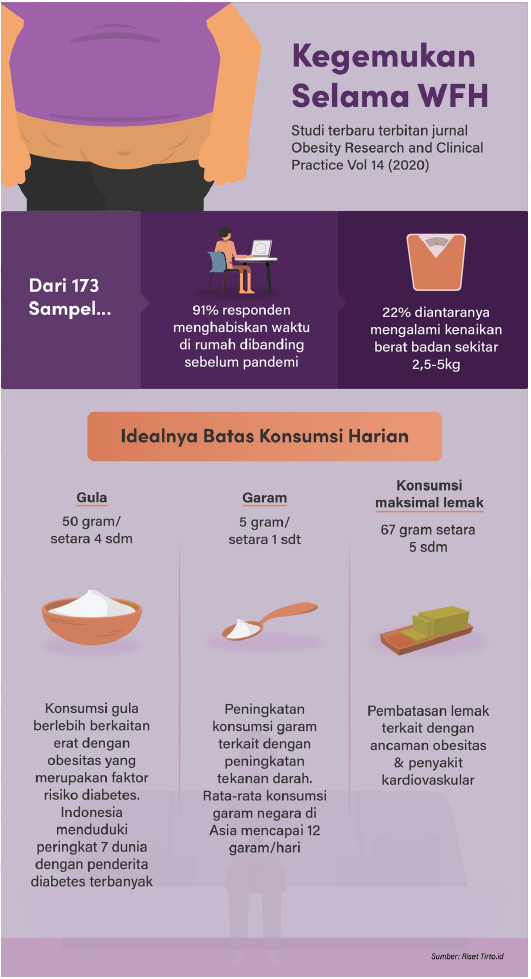 Kegemukan
Selama WFH
Studi terbaru terbitan jurnal
Obesity Research and Clinical
Practice Vol 14 (2020)
Dari 173
Sampel...
91% responden
menghabiskan waktu
di rumah dibanding
sebelum pandemi
22% diantaranya
mengalami kenaikan
berat badan sekitar
2,5-5kg
Idealnya Batas Konsumsi Harian
Gula
50 gram/
setara 4 sdm
Konsumsi gula
berlebih berkaitan
erat dengan
obesitas yang
merupakan faktor
risiko diabetes.
Indonesia
menduduki
peringkat 7 dunia
dengan penderita
diabetes terbanyak
Garam
5 gram/
setara 1 sdt
Peningkatan
konsumsi garam
terkait dengan
peningkatan
tekanan darah.
Rata-rata konsumsi
garam negara di
Asia mencapai 12
garam/hari
Konsumsi
maksimal lemak
67 gram setara
5 sdm
Pembatasan lemak
terkait dengan
ancaman obesitas
& penyakit
kardiovaskular
Sumber: Riset Tirto.id